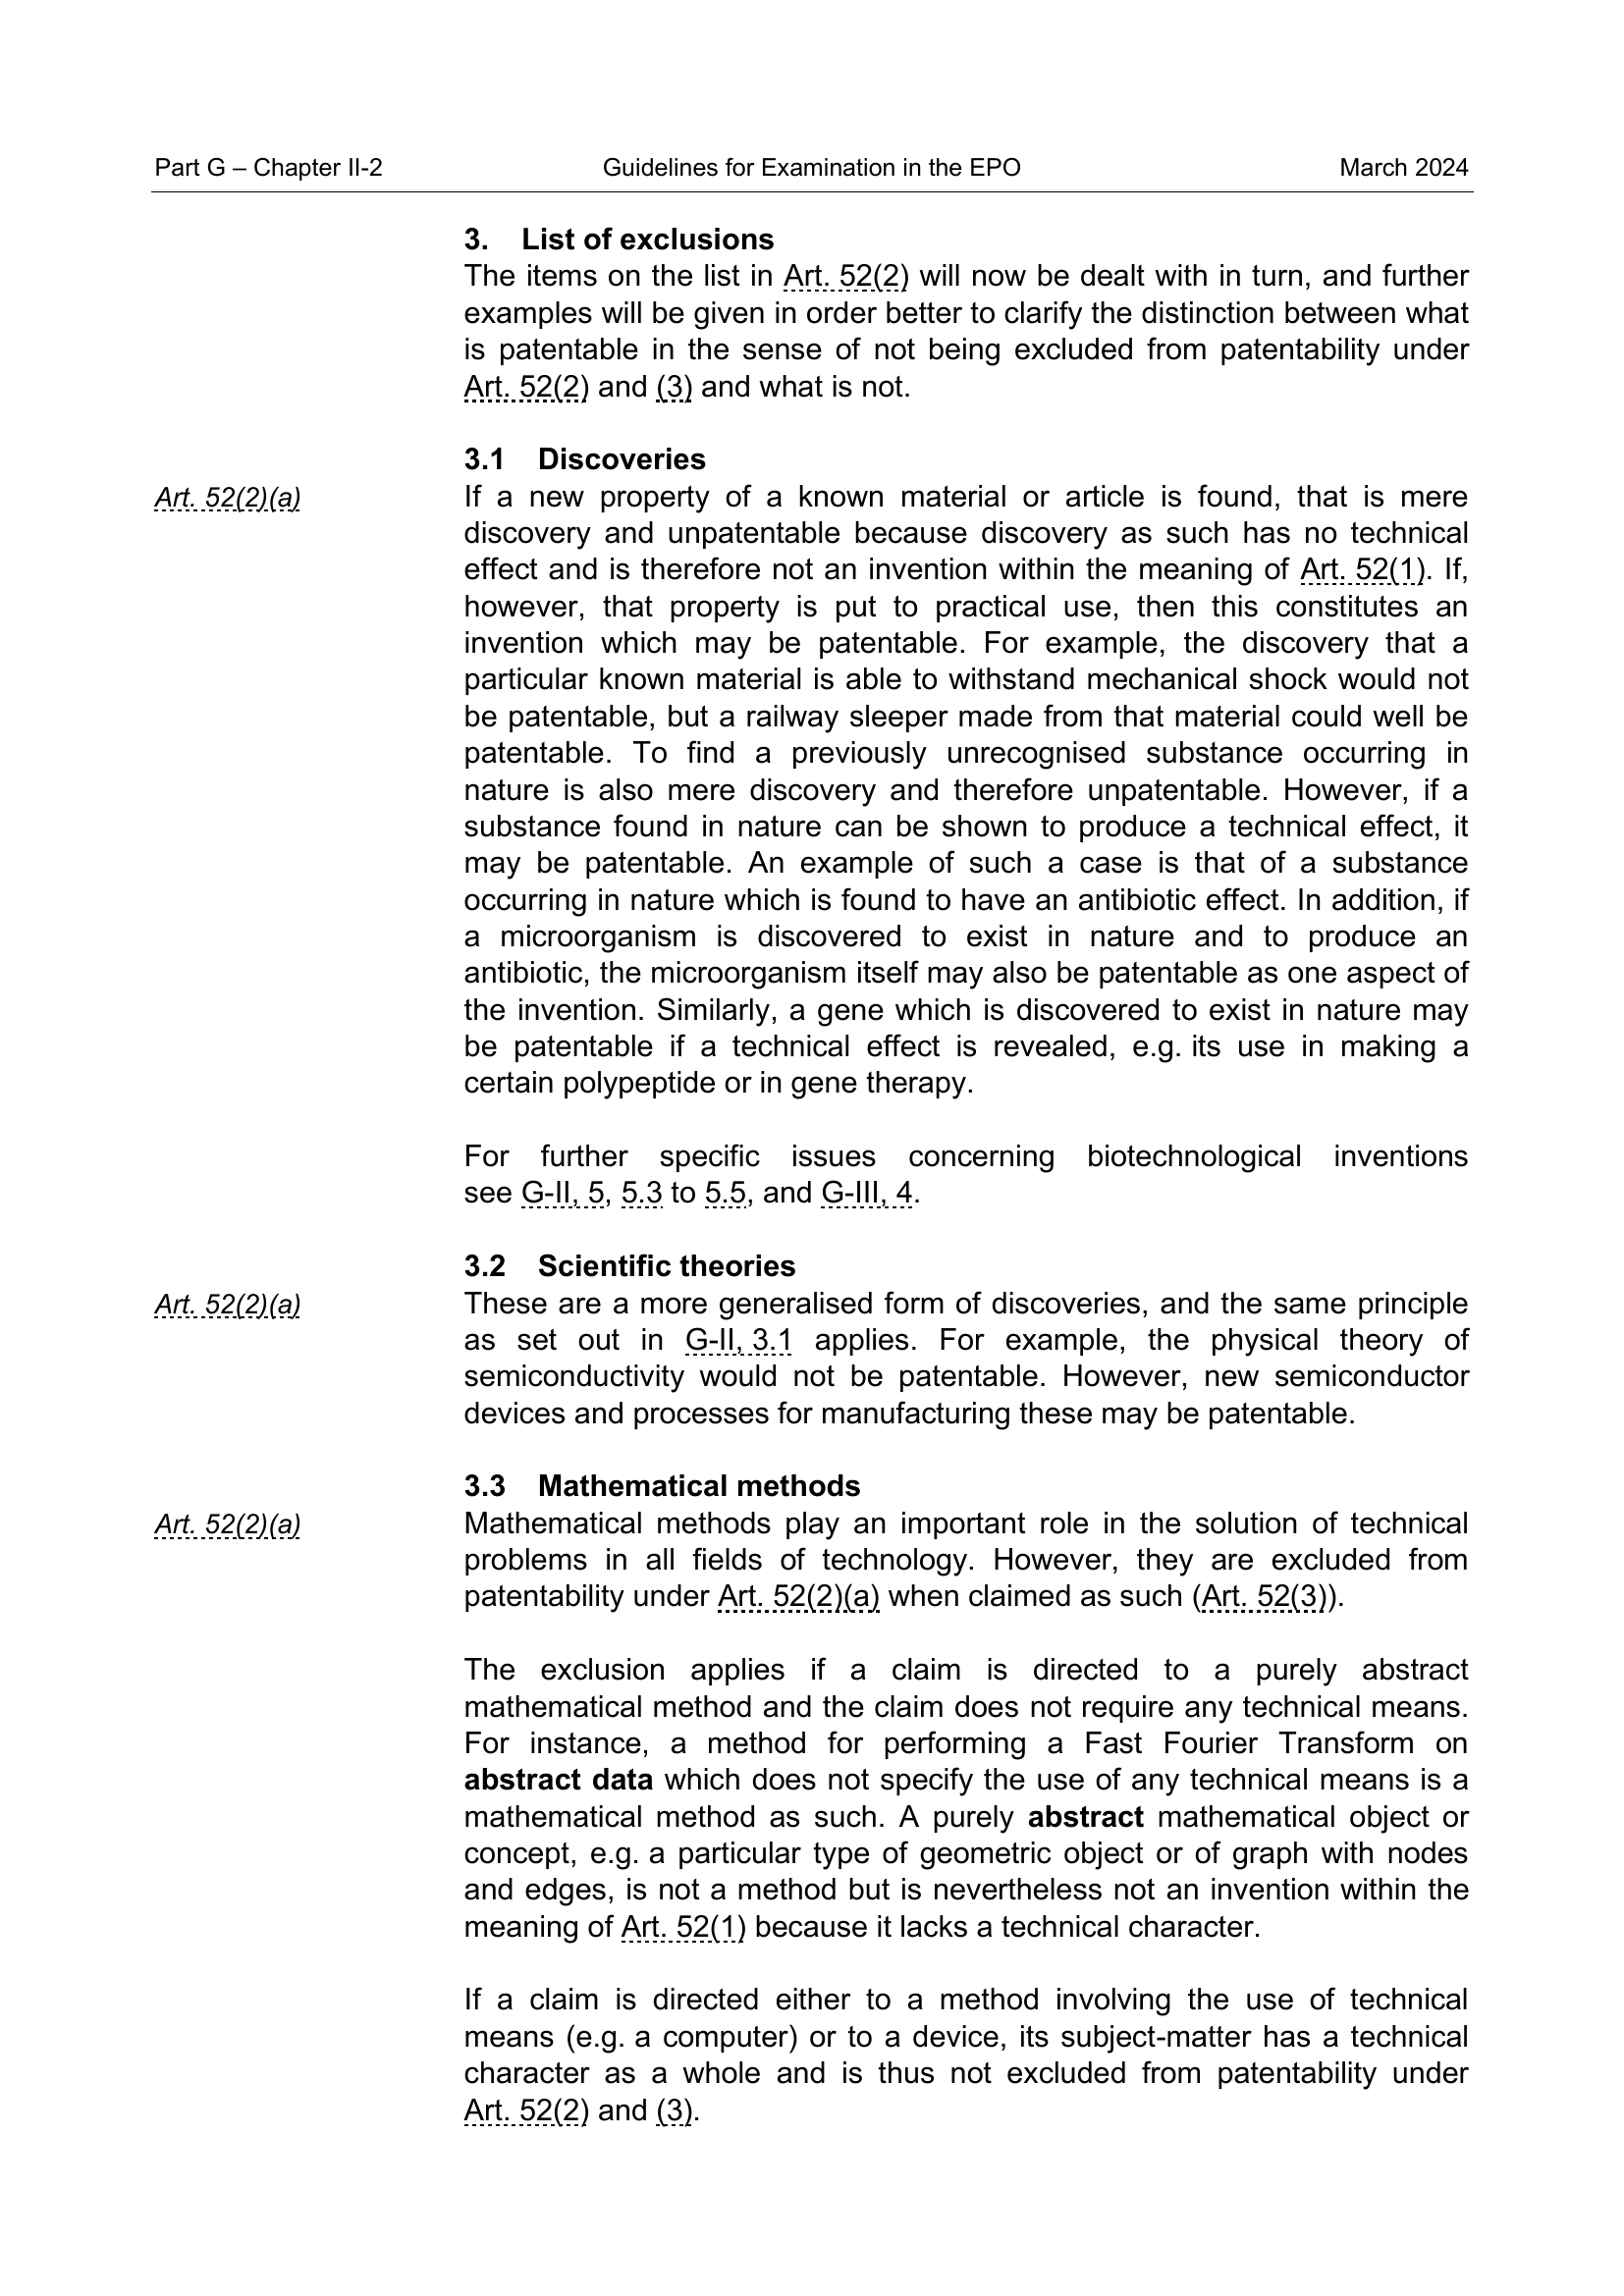 Part G – Chapter II-2 Guidelines for Examination in the EPO March 2024
3. List of exclusions
The items on the list in Art. 52(2) will now be dealt with in turn, and further
examples will be given in order better to clarify the distinction between what
is patentable in the sense of not being excluded from patentability under
Art. 52(2) and (3) and what is not.
3.1 Discoveries
Art. 52(2)(a)
If a new property of a known material or article is found, that is mere
discovery and unpatentable because discovery as such has no technical
effect and is therefore not an invention within the meaning of Art. 52(1). If,
however, that property is put to practical use, then this constitutes an
invention which may be patentable. For example, the discovery that a
particular known material is able to withstand mechanical shock would not
be patentable, but a railway sleeper made from that material could well be
patentable. To find a previously unrecognised substance occurring in
nature is also mere discovery and therefore unpatentable. However, if a
substance found in nature can be shown to produce a technical effect, it
may be patentable. An example of such a case is that of a substance
occurring in nature which is found to have an antibiotic effect. In addition, if
a microorganism is discovered to exist in nature and to produce an
antibiotic, the microorganism itself may also be patentable as one aspect of
the invention. Similarly, a gene which is discovered to exist in nature may
be patentable if a technical effect is revealed, e.g. its use in making a
certain polypeptide or in gene therapy.
For further specific issues concerning biotechnological inventions
see G-II, 5, 5.3 to 5.5, and G-III, 4.
3.2 Scientific theories
Art. 52(2)(a)
These are a more generalised form of discoveries, and the same principle
as set out in G-II, 3.1 applies. For example, the physical theory of
semiconductivity would not be patentable. However, new semiconductor
devices and processes for manufacturing these may be patentable.
3.3 Mathematical methods
Art. 52(2)(a)
Mathematical methods play an important role in the solution of technical
problems in all fields of technology. However, they are excluded from
patentability under Art. 52(2)(a) when claimed as such (Art. 52(3)).
The exclusion applies if a claim is directed to a purely abstract
mathematical method and the claim does not require any technical means.
For instance, a method for performing a Fast Fourier Transform on
abstract data which does not specify the use of any technical means is a
mathematical method as such. A purely abstract mathematical object or
concept, e.g. a particular type of geometric object or of graph with nodes
and edges, is not a method but is nevertheless not an invention within the
meaning of Art. 52(1) because it lacks a technical character.
If a claim is directed either to a method involving the use of technical
means (e.g. a computer) or to a device, its subject-matter has a technical
character as a whole and is thus not excluded from patentability under
Art. 52(2) and (3).